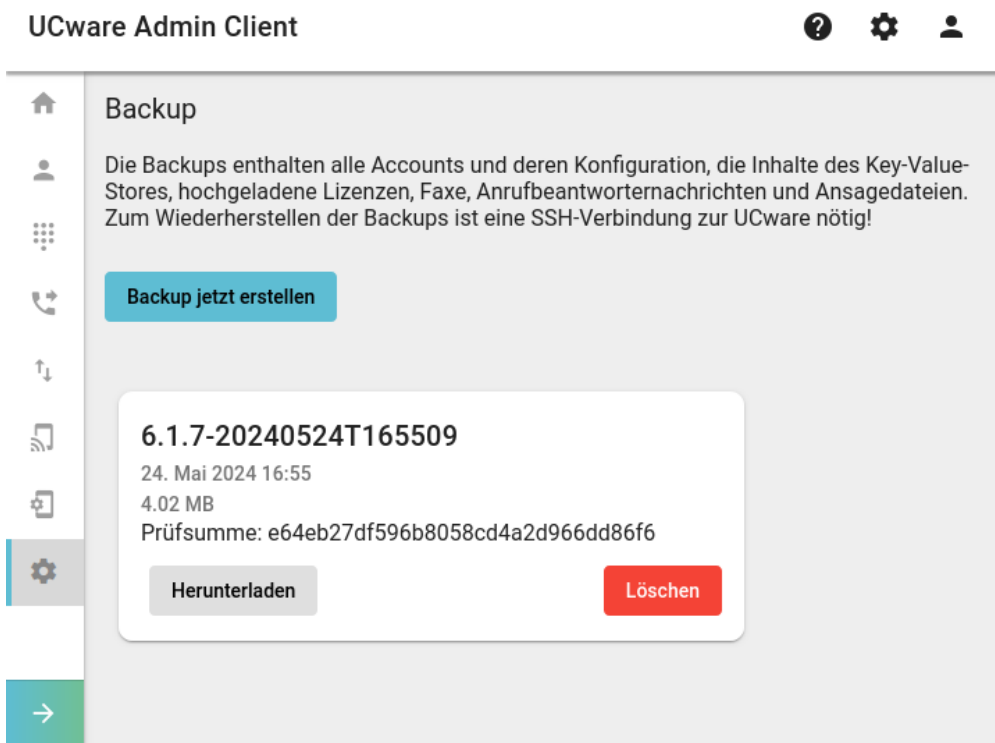 UCware Admin Client
Backup
Die Backups enthalten alle Accounts und deren Konfiguration, die Inhalte des Key-Value-
Stores, hochgeladene Lizenzen, Faxe, Anrufbeantworternachrichten und Ansagedateien.
Zum Wiederherstellen der Backups ist eine SSH-Verbindung zur UCware nötig!
Backup jetzt erstellen
6.1.7-20240524T165509
24. Mai 2024 16:55
4.02 MB
Prüfsumme: e64eb27df596b8058cd4a2d966dd86f6
Herunterladen
Löschen